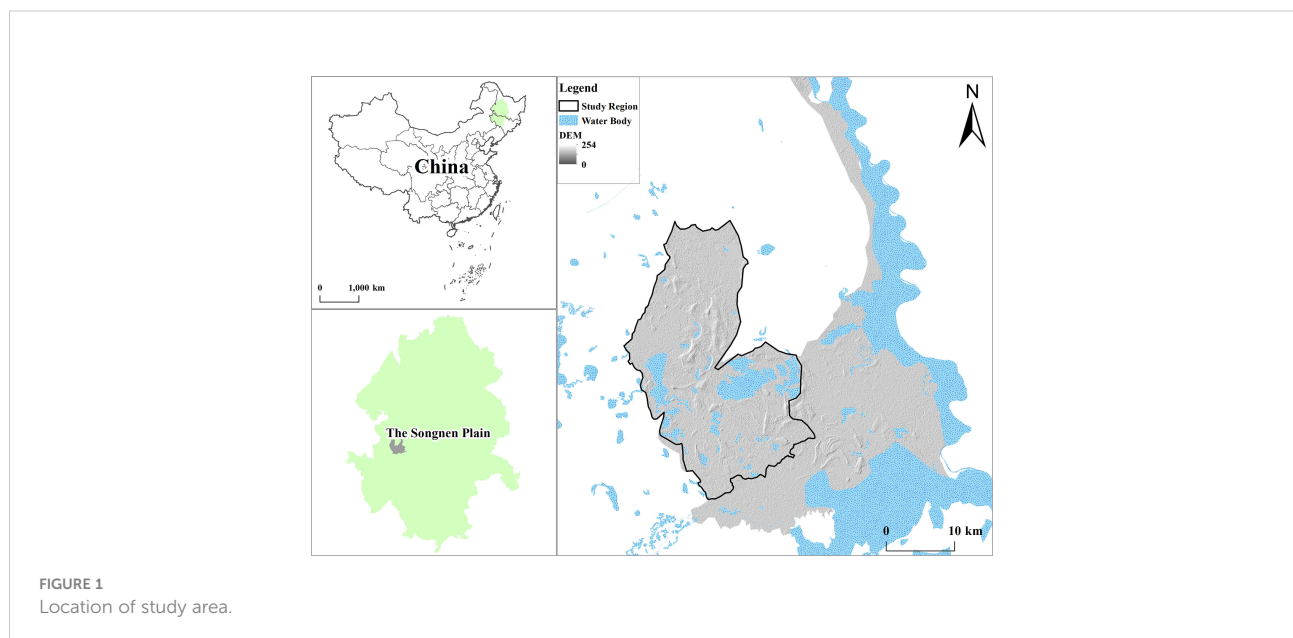 China
0 1,000 km
The Songnen Plain
Legend
Study Region
Water Body
DEM
254
0
N
0 10 km
FIGURE 1
Location of study area.